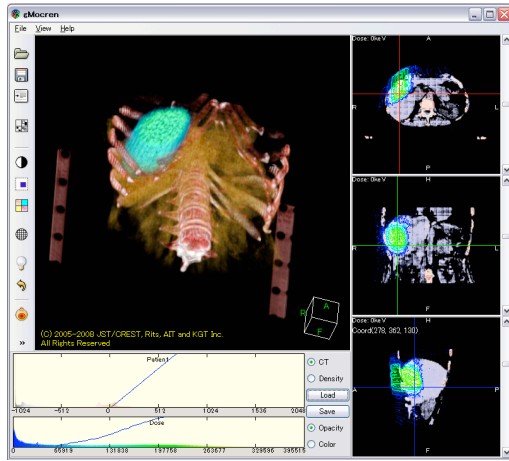 gMocren
File View Help
Dose: 0keV A
R L
P
Dose: 0keV H
R L
F
Dose: 0keV H
Coord(278, 362, 130)
A P
F
R A
F
(C) 2005-2008 JST/CREST, Rits, AIT and KGT Inc.
All Rights Reserved
Patient
-1024 -512 0 512 1024 1536 2048
Dose
0 65919 131838 197758 263677 329596 395515
CT
Density
Load
Save
Opacity
Color